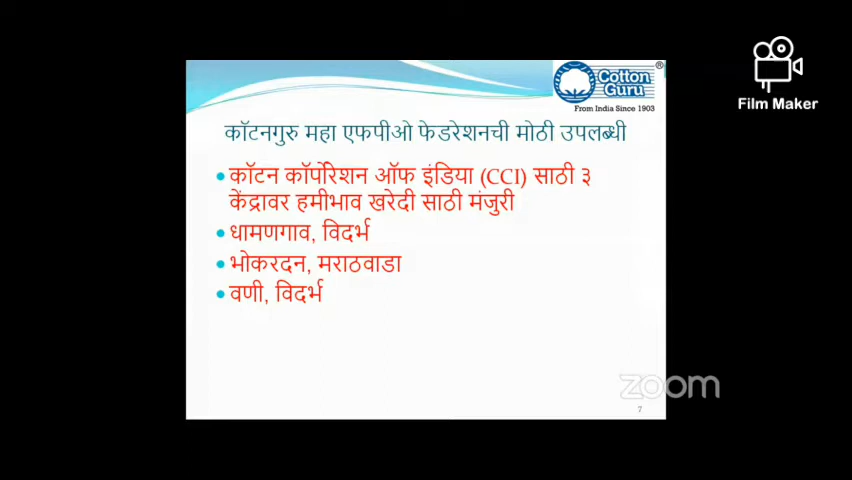 Cotton
Guru
®
From India Since 1903
Film Maker
कॉटनगुरु महा एफपीओ फेडरेशनची मोठी उपलब्धी
• कॉटन कॉर्पोरेशन ऑफ इंडिया (CCI) साठी ३
केंद्रावर हमीभाव खरेदी साठी मंजुरी
• धामणगाव, विदर्भ
• भोकरदन, मराठवाडा
• वणी, विदर्भ
zoom
7